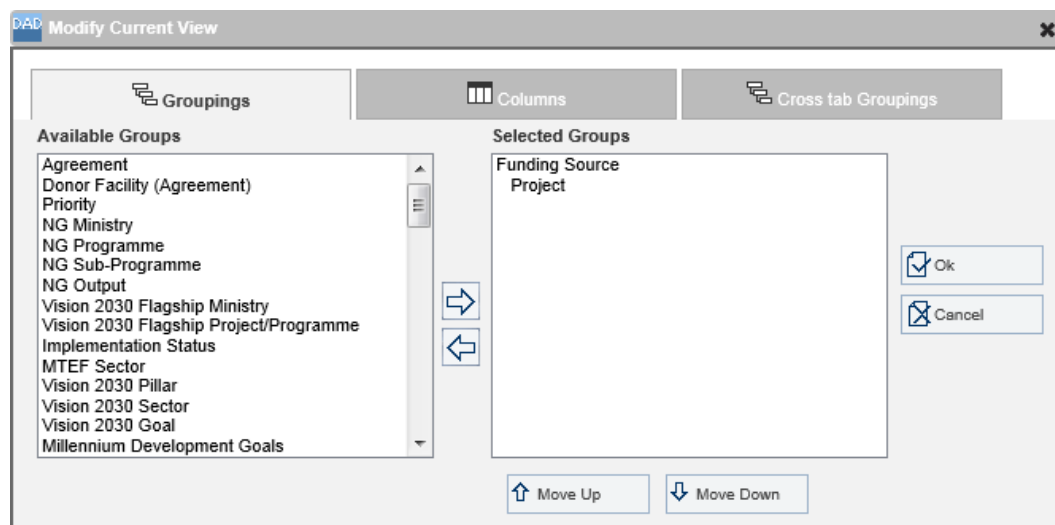 DAD Modify Current View
Groupings Columns Cross tab Groupings
Available Groups Selected Groups
Agreement
Donor Facility (Agreement)
Priority
NG Ministry
NG Programme
NG Sub-Programme
NG Output
Vision 2030 Flagship Ministry
Vision 2030 Flagship Project/Programme
Implementation Status
MTEF Sector
Vision 2030 Pillar
Vision 2030 Sector
Vision 2030 Goal
Millennium Development Goals
Funding Source
Project
Ok
Cancel
Move Up Move Down